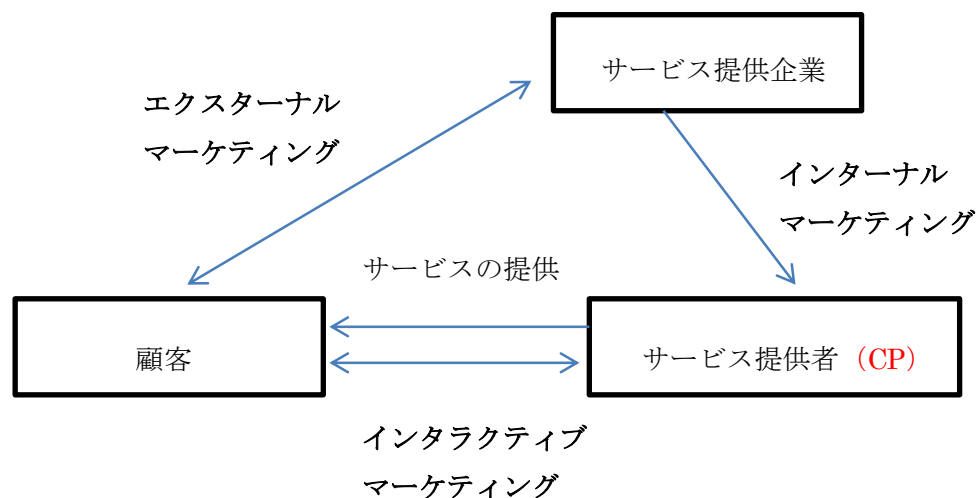 サービス提供企業
エクスターナル
マーケティング
インターナル
マーケティング
サービスの提供
顧客
サービス提供者（CP）
インタラクティブ
マーケティング